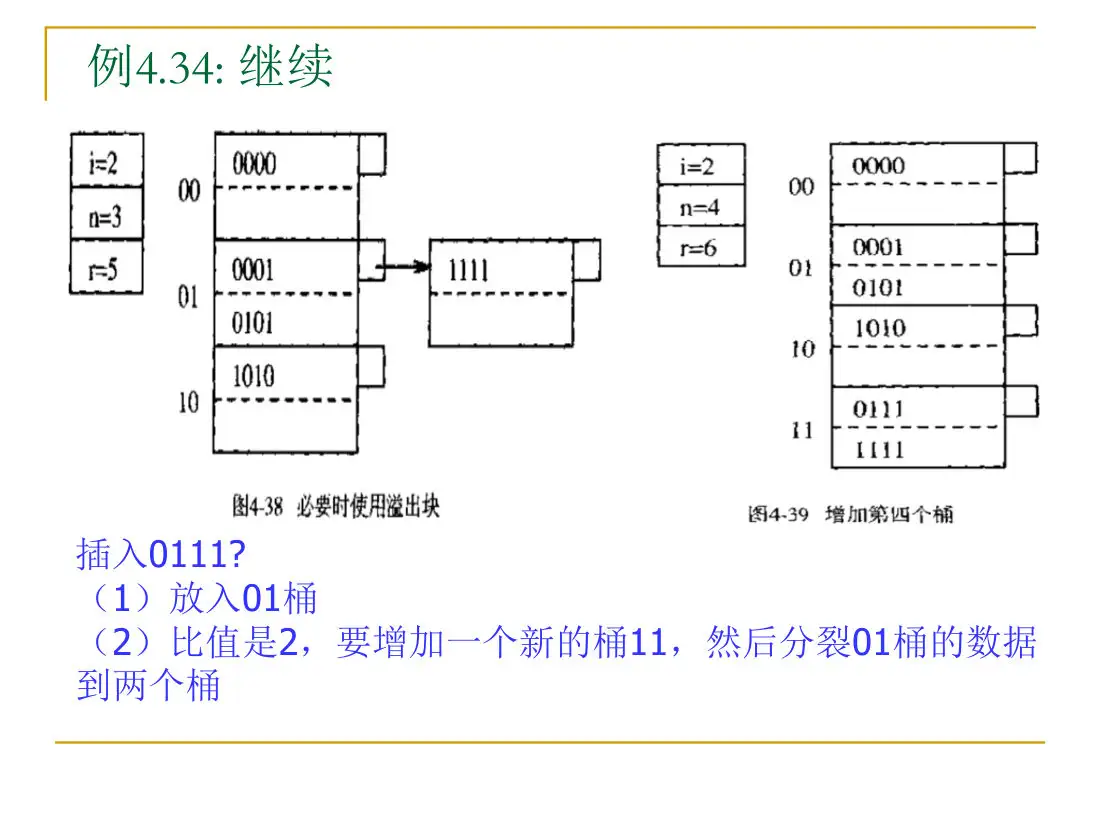 例4.34: 继续
i=2
n=3
r=5
00
0000
01
0001
0101
1111
10
1010
图4-38 必要时使用溢出块
i=2
n=4
r=6
00
0000
01
0001
0101
10
1010
11
0111
1111
图4-39 增加第四个桶
插入0111?
（1）放入01桶
（2）比值是2，要增加一个新的桶11，然后分裂01桶的数据
到两个桶